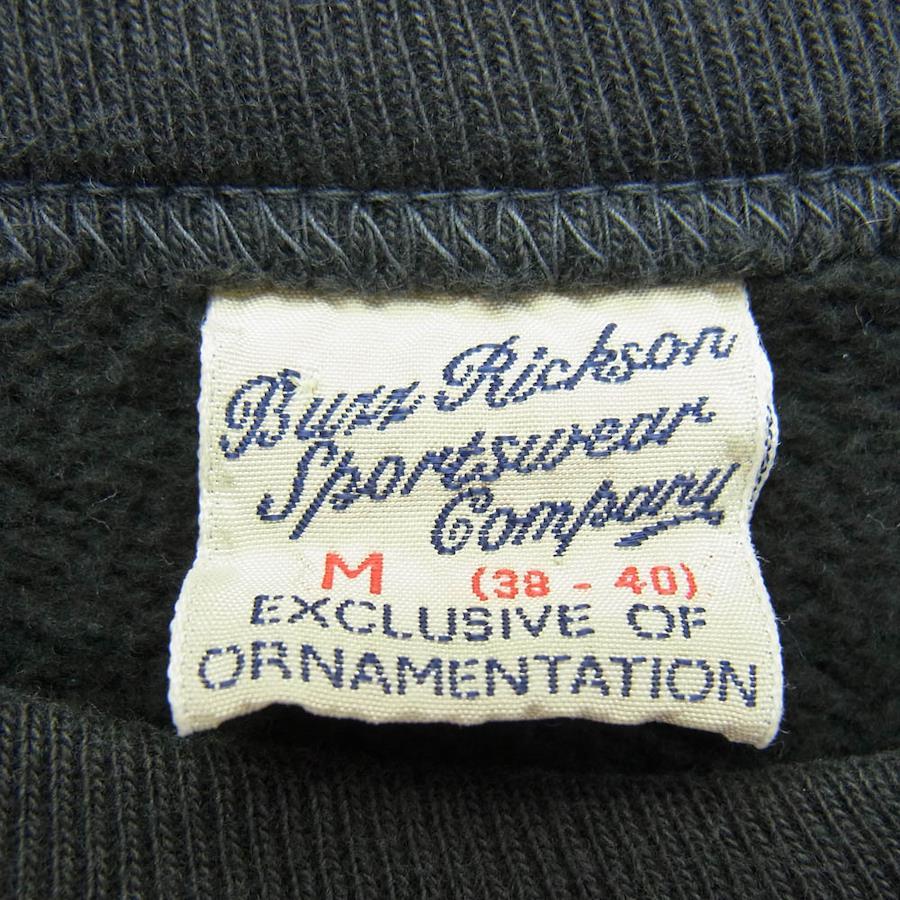 Buzz Rickson
Sportswear
Company
M (38 - 40)
EXCLUSIVE OF
ORNAMENTATION